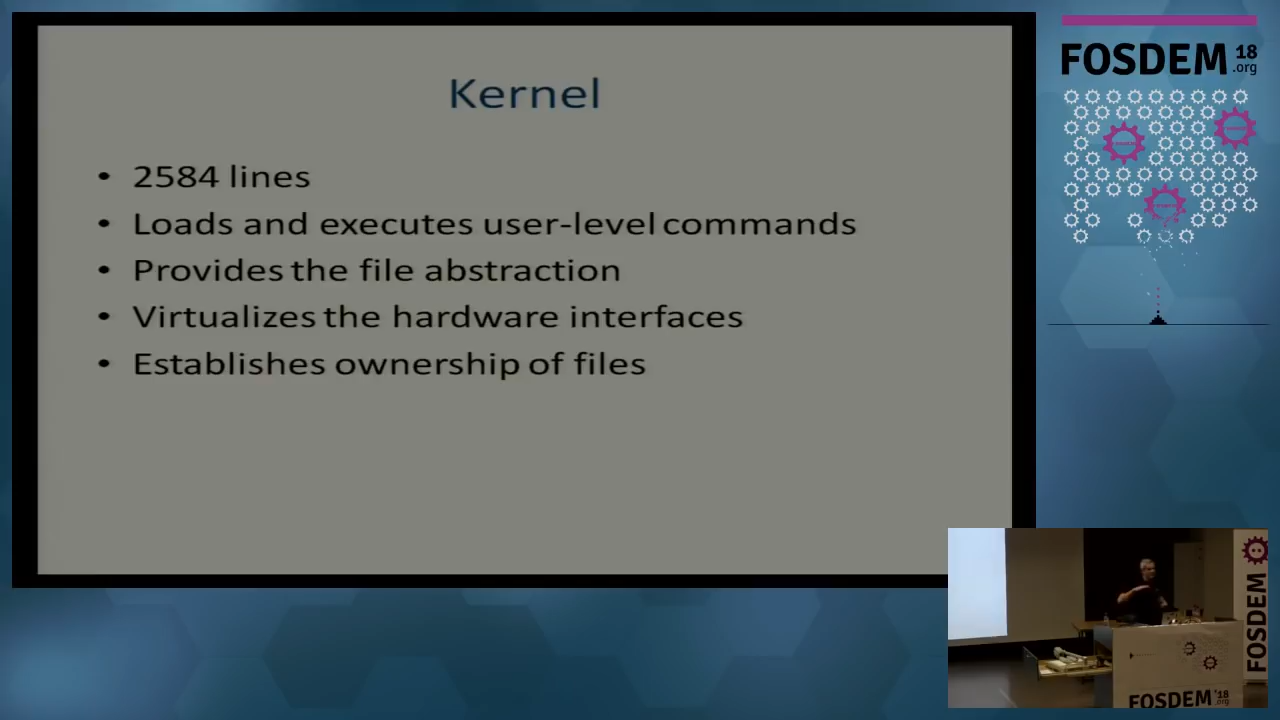 Kernel
• 2584 lines
• Loads and executes user-level commands
• Provides the file abstraction
• Virtualizes the hardware interfaces
• Establishes ownership of files
FOSDEM 18
.org
FOSDEM
FOSDEM '18
.org